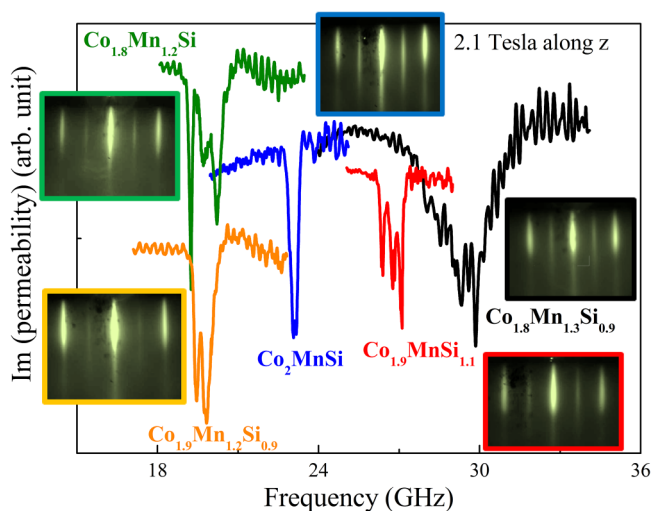 Co₁.₈Mn₁.₂Si
2.1 Tesla along z
Im (permeability) (arb. unit)
Co₁.₈Mn₁.₃Si₀.₉
Co₂MnSi
Co₁.₉MnSi₁.₁
Co₁.₉Mn₁.₂Si₀.₉
18 24 30 36
Frequency (GHz)